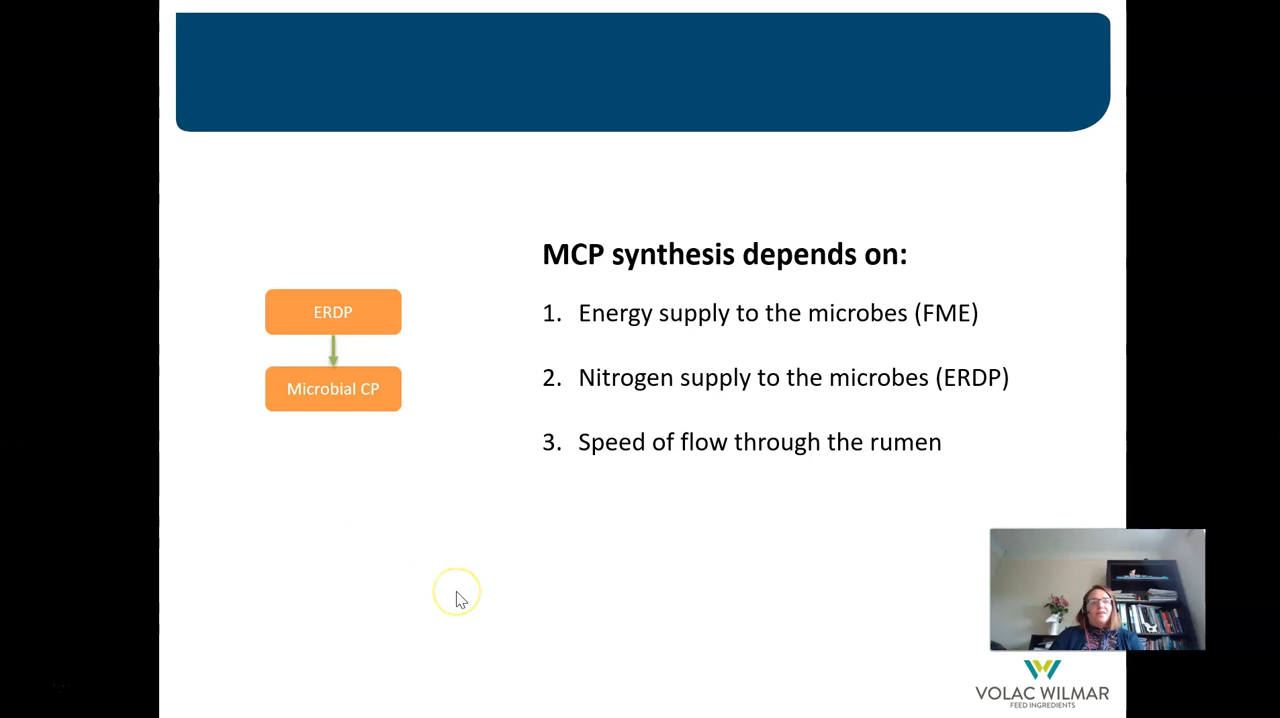 MCP synthesis depends on:
ERDP
1. Energy supply to the microbes (FME)
Microbial CP
2. Nitrogen supply to the microbes (ERDP)
3. Speed of flow through the rumen
VOLAC WILMAR
FEED INGREDIENTS